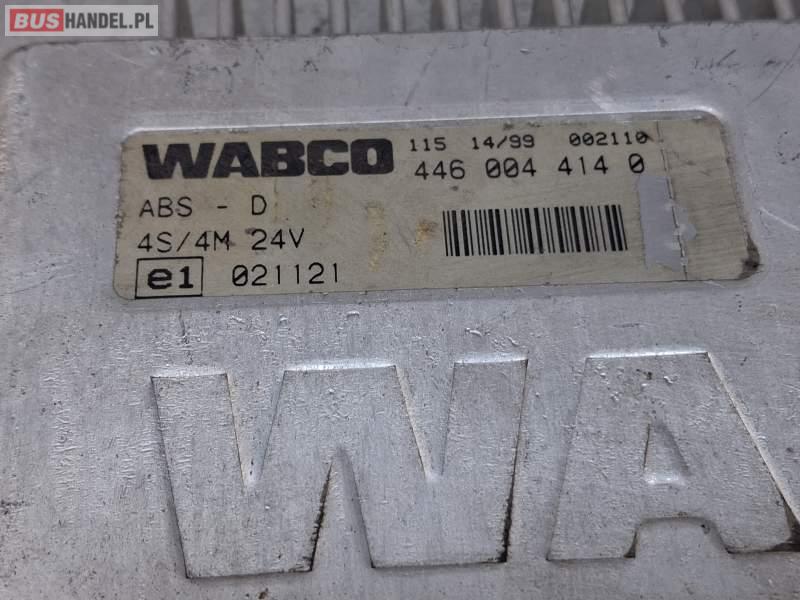 BUSHANDEL.PL
WABCO 115 14/99 002110
446 004 414 0
ABS - D
4S/4M 24V
e1 021121
WA